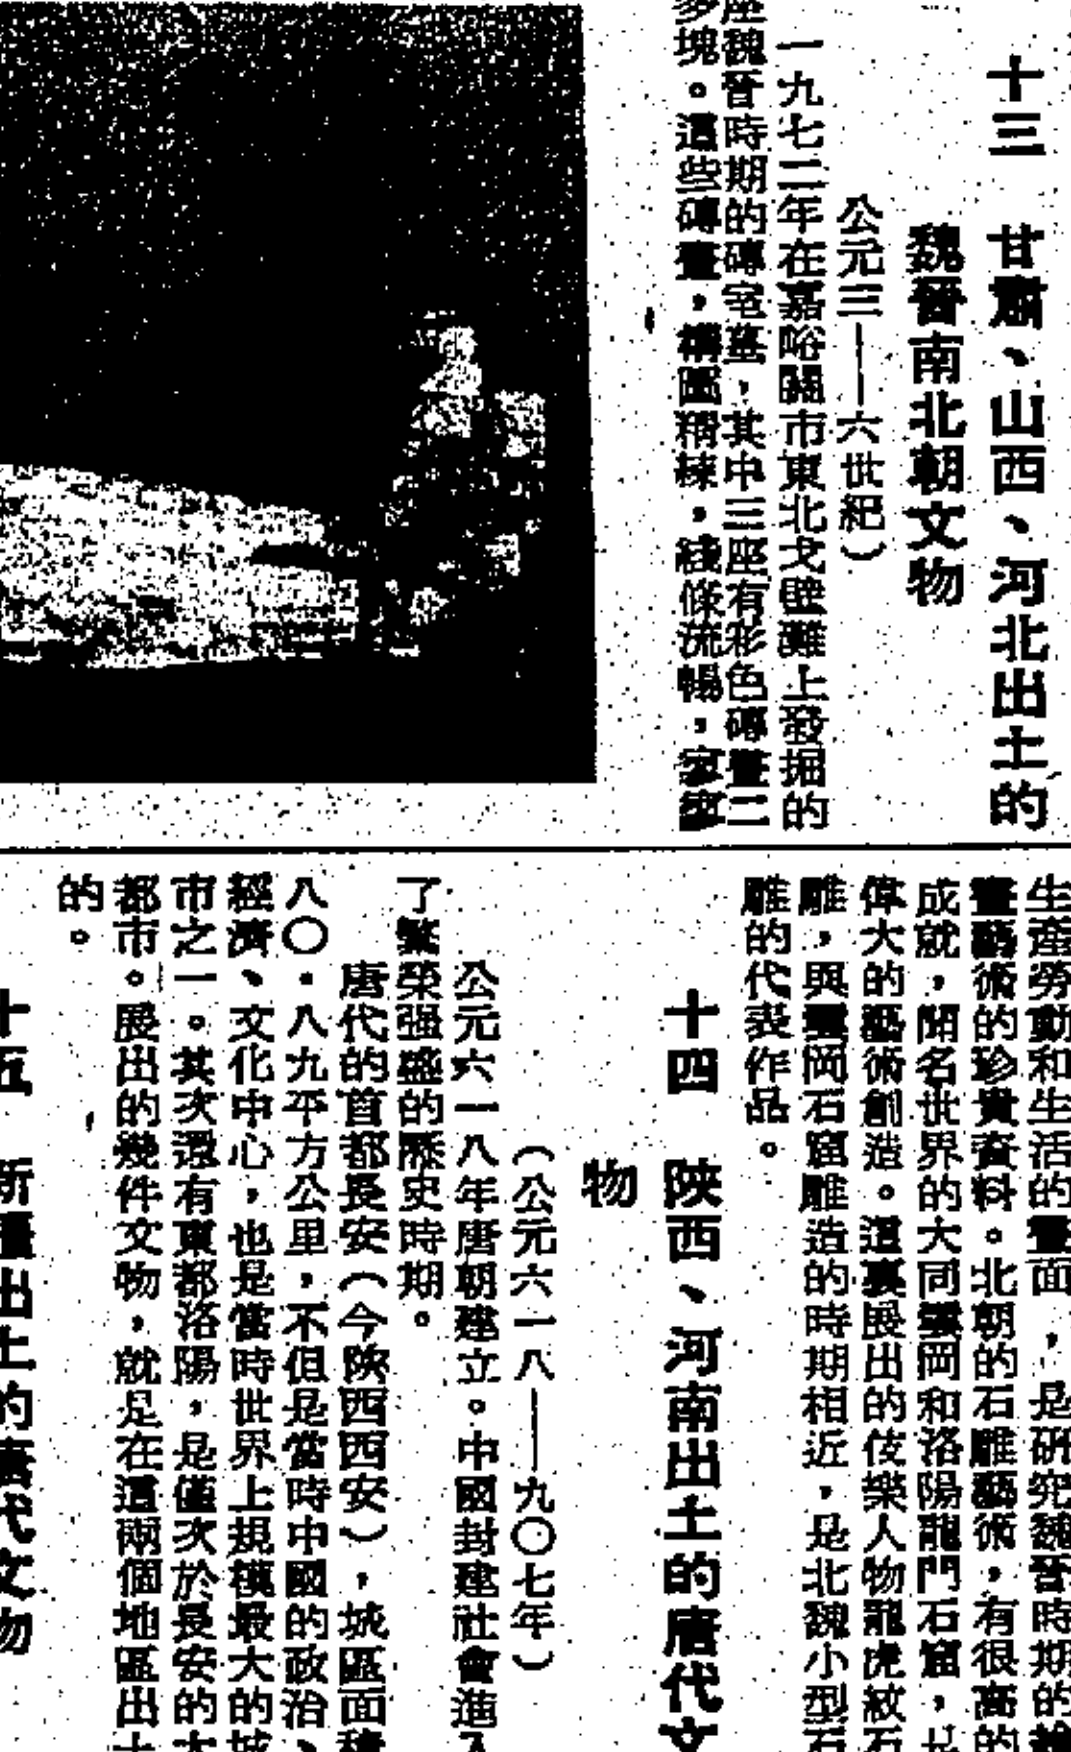 十三　甘肅、山西、河北出土的
魏晉南北朝文物
公元三——六世紀）
一九七二年在嘉峪關市東北戈壁灘上發掘的
座魏晉時期的磚室墓，其中三座有彩色磚畫二
多塊。這些磚畫，構圖精練，綫條流暢，寥寥
生產勞動和生活的畫面，是研究魏晉時期的繪
畫藝術的珍貴資料。北朝的石雕藝術，有很高的
成就，聞名世界的大同雲岡和洛陽龍門石窟，
偉大的藝術創造。這裏展出的伎樂人物龍虎紋石
雕，與雲岡石窟雕造的時期相近，是北魏小型石
雕的代表作品。
十四　陝西、河南出土的唐代文
物
（公元六一八——九〇七年）
公元六一八年唐朝建立。中國封建社會進入
了繁榮强盛的歷史時期。
唐代的首都長安（今陝西西安），城區面積
八〇·八九平方公里，不但是當時中國的政治、
經濟、文化中心，也是當時世界上規模最大的城
市之一。其次還有東都洛陽，是僅次於長安的大
都市。展出的幾件文物，就是在這兩個地區出土
的。
十五　新疆出土的唐代文物